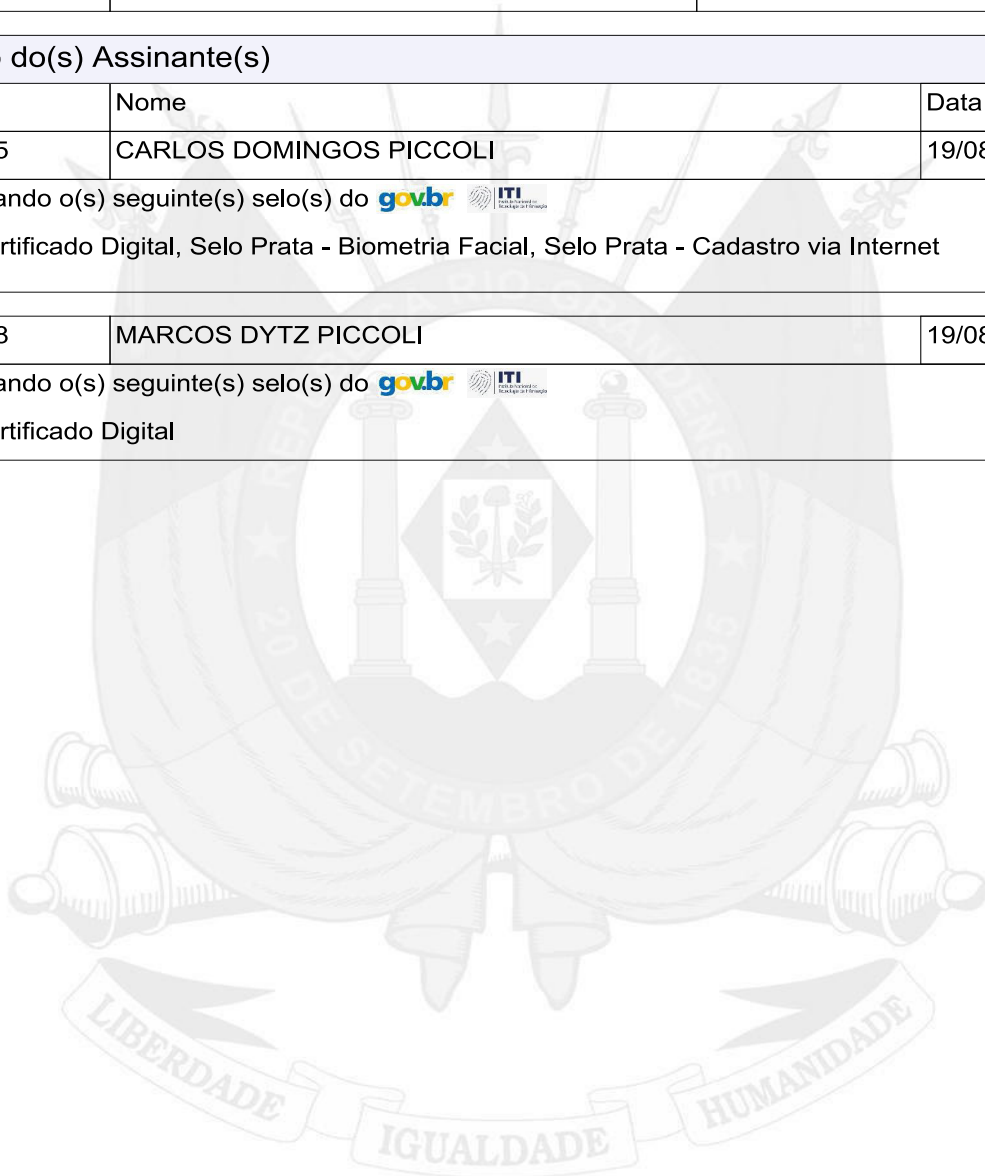 do(s) Assinante(s)
Nome Data
5 CARLOS DOMINGOS PICCOLI 19/08
ando o(s) seguinte(s) selo(s) do gov.br ITI
rtificado Digital, Selo Prata - Biometria Facial, Selo Prata - Cadastro via Internet
3 MARCOS DYTZ PICCOLI 19/08
ando o(s) seguinte(s) selo(s) do gov.br ITI
rtificado Digital
REPÚBLICA RIO-GRANDENSE
20 DE SETEMBRO DE 1835
LIBERDADE IGUALDADE HUMANIDADE